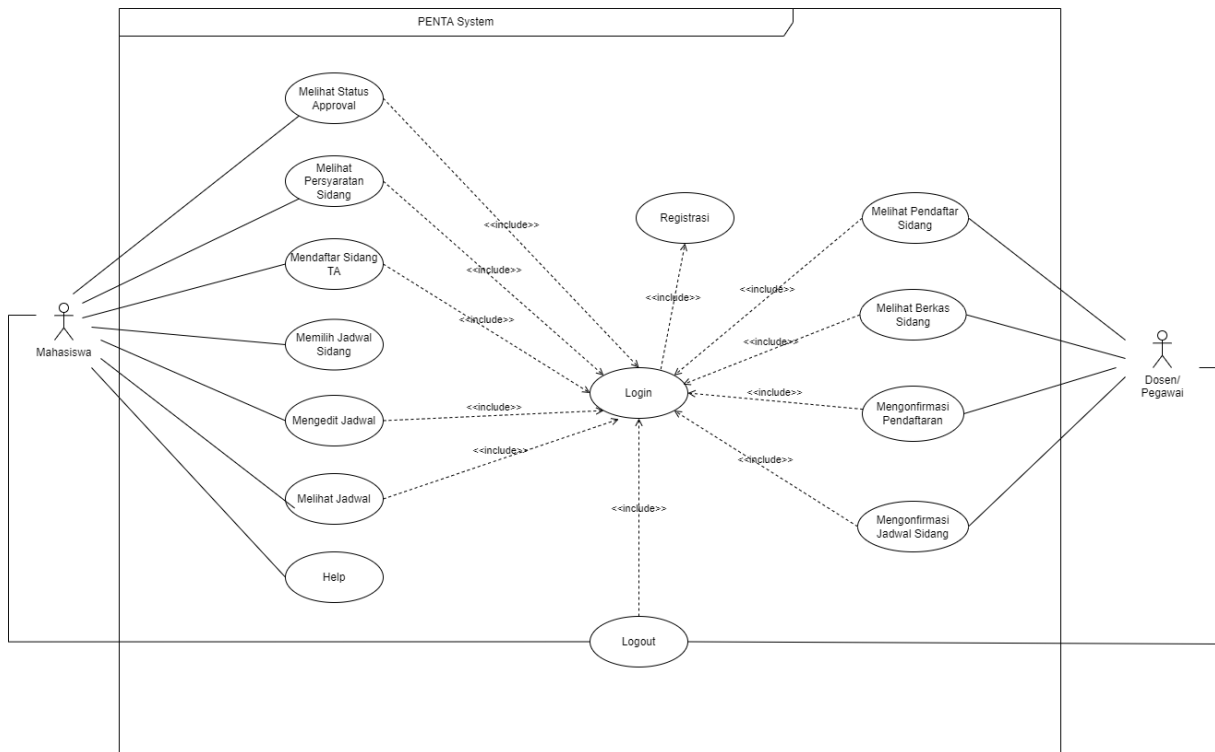 PENTA System
Melihat Status
Approval
Melihat
Persyaratan
Sidang
Mendaftar Sidang
TA
Memilih Jadwal
Sidang
Mengedit Jadwal
Melihat Jadwal
Help
Mahasiswa
<<include>>
<<include>>
<<include>>
<<include>>
<<include>>
Registrasi
<<include>>
Login
<<include>>
Logout
<<include>>
<<include>>
<<include>>
<<include>>
Melihat Pendaftar
Sidang
Melihat Berkas
Sidang
Mengonfirmasi
Pendaftaran
Mengonfirmasi
Jadwal Sidang
Dosen/
Pegawai